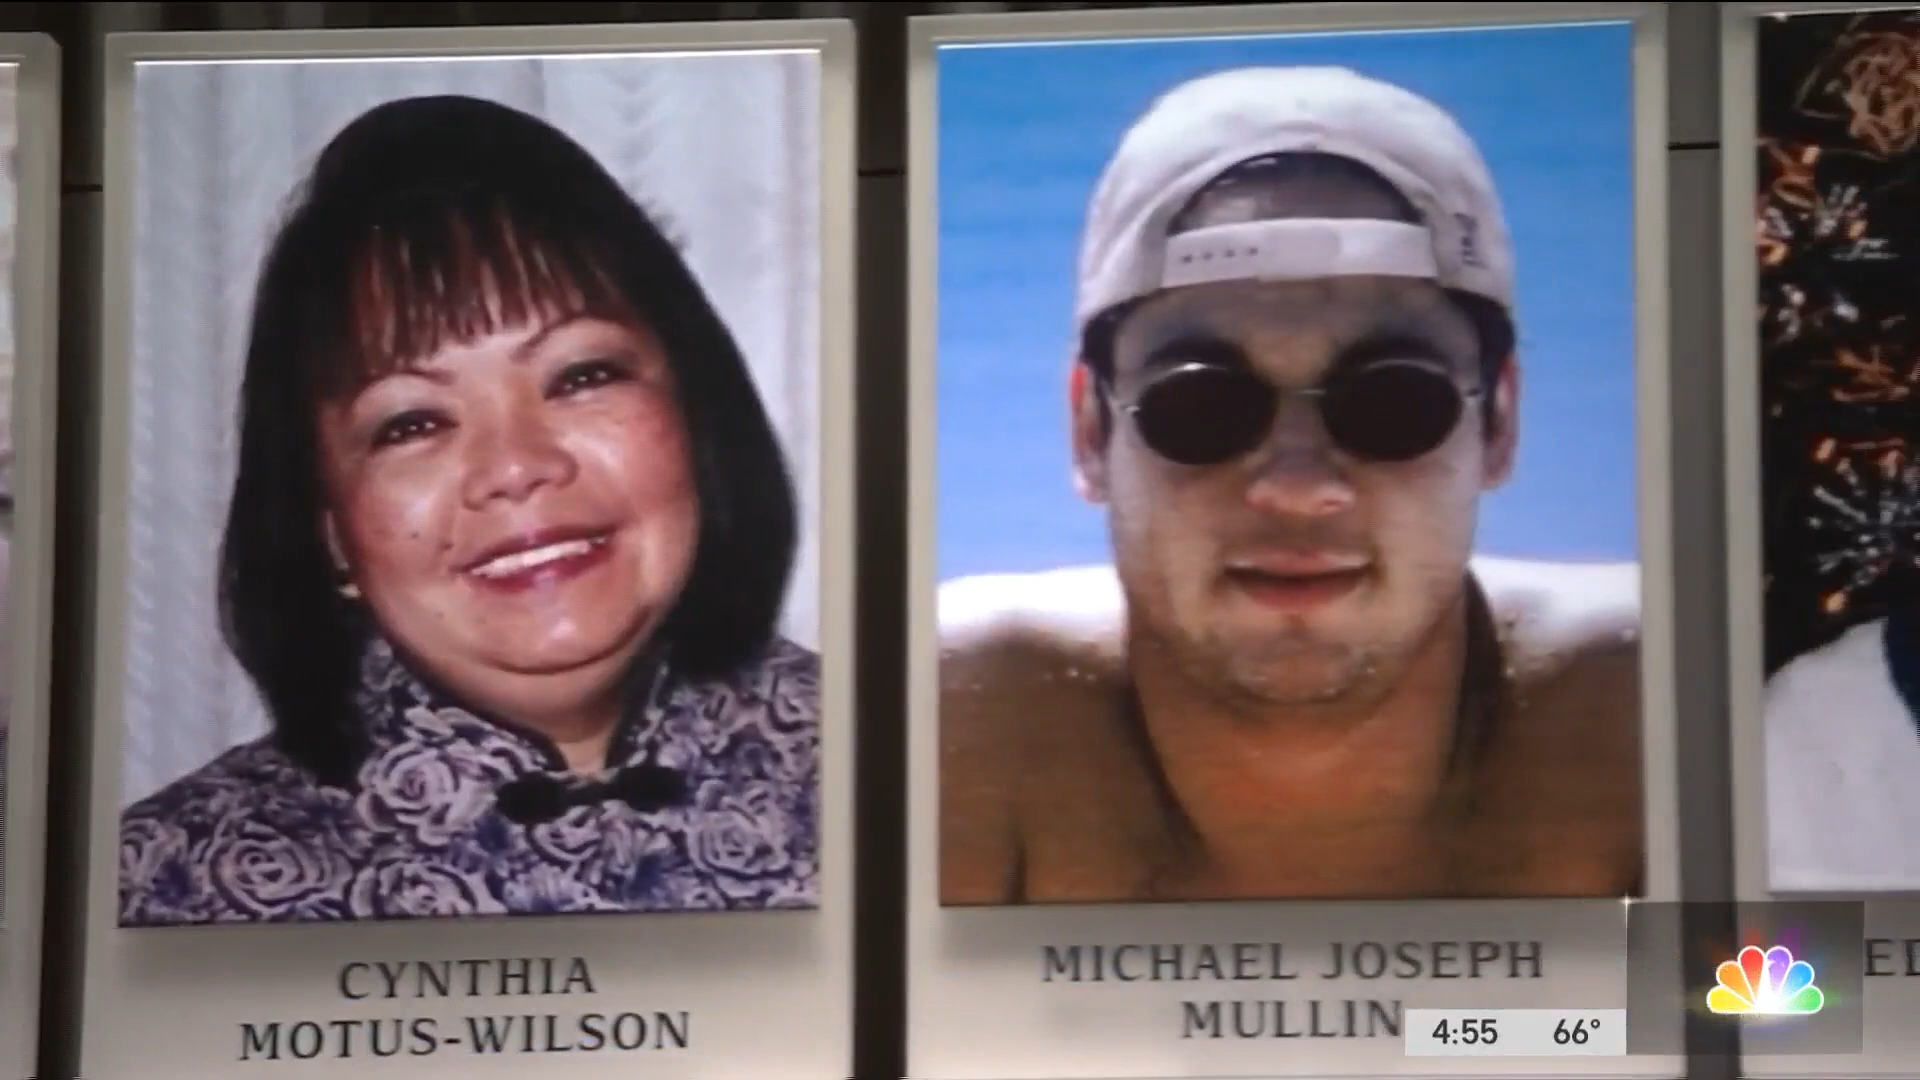 CYNTHIA
MOTUS-WILSON
MICHAEL JOSEPH
MULLIN
4:55 66°